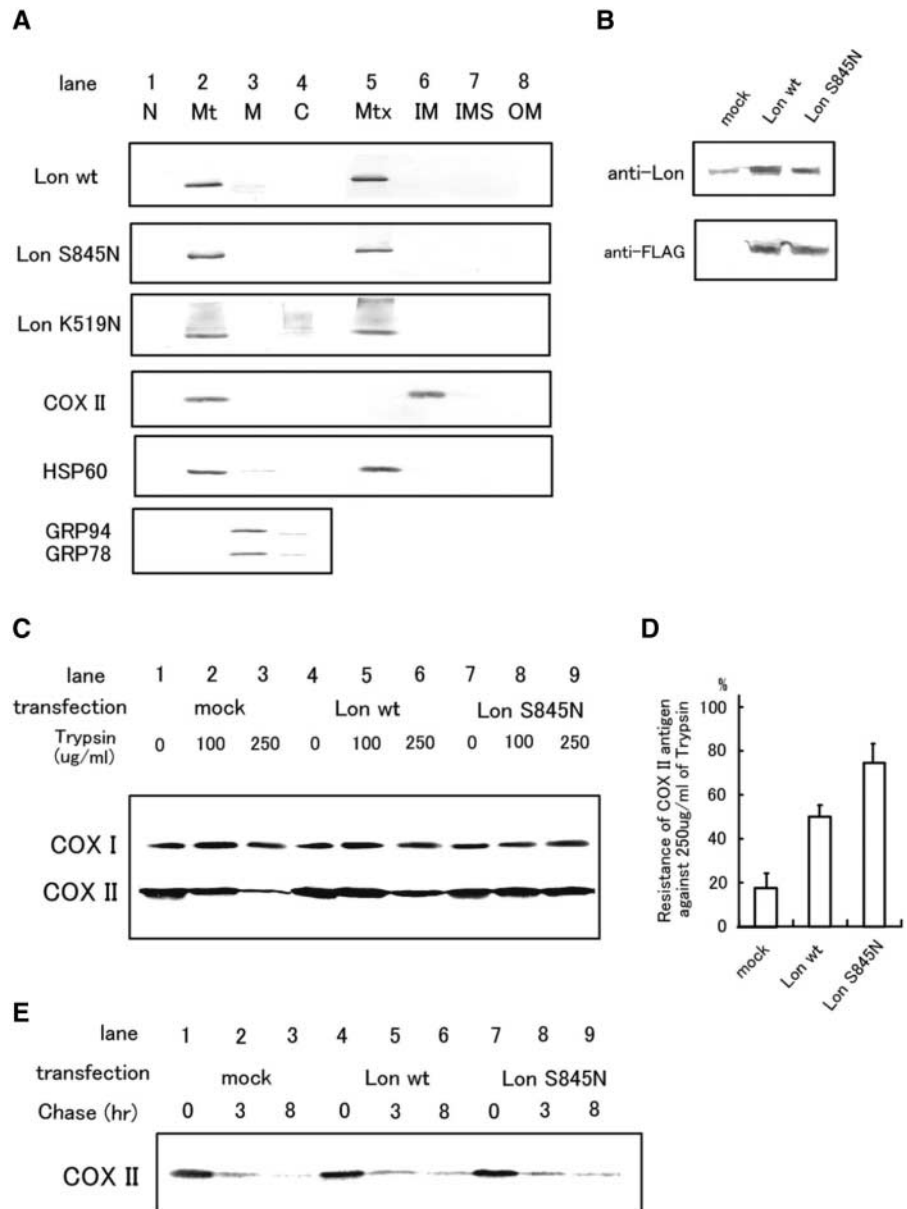 A
lane 1 2 3 4 5 6 7 8
N Mt M C Mtx IM IMS OM
Lon wt
Lon S845N
Lon K519N
COX II
HSP60
GRP94
GRP78
B
mock Lon wt Lon S845N
anti-Lon
anti-FLAG
C
lane 1 2 3 4 5 6 7 8 9
transfection mock Lon wt Lon S845N
Trypsin
(ug/ml) 0 100 250 0 100 250 0 100 250
COX I
COX II
D
%
Resistance of COX II antigen
against 250ug/ml of Trypsin
100
80
60
40
20
0
mock Lon wt Lon S845N
E
lane 1 2 3 4 5 6 7 8 9
transfection mock Lon wt Lon S845N
Chase (hr) 0 3 8 0 3 8 0 3 8
COX II